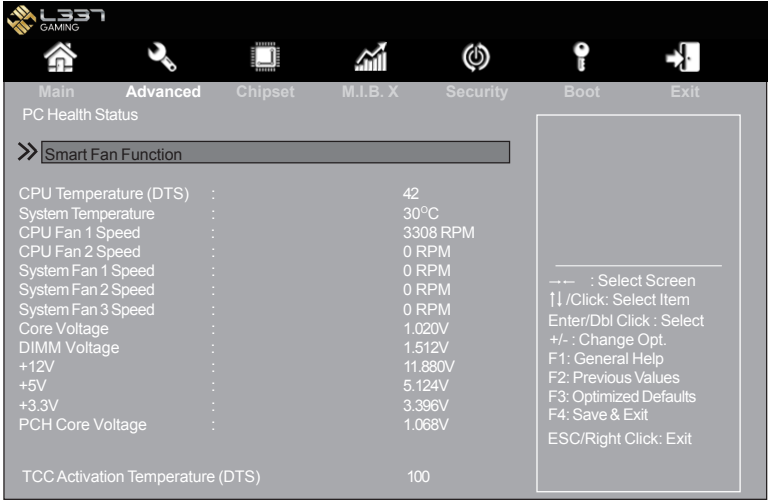 L337
GAMING
Main Advanced Chipset M.I.B. X Security Boot Exit
PC Health Status
Smart Fan Function
CPU Temperature (DTS) : 42
System Temperature : 30°C
CPU Fan 1 Speed : 3308 RPM
CPU Fan 2 Speed : 0 RPM
System Fan 1 Speed : 0 RPM
System Fan 2 Speed : 0 RPM
System Fan 3 Speed : 0 RPM
Core Voltage : 1.020V
DIMM Voltage : 1.512V
+12V : 11.880V
+5V : 5.124V
+3.3V : 3.396V
PCH Core Voltage : 1.068V
TCC Activation Temperature (DTS) 100
→← : Select Screen
↑↓/Click: Select Item
Enter/Dbl Click : Select
+/- : Change Opt.
F1: General Help
F2: Previous Values
F3: Optimized Defaults
F4: Save & Exit
ESC/Right Click: Exit